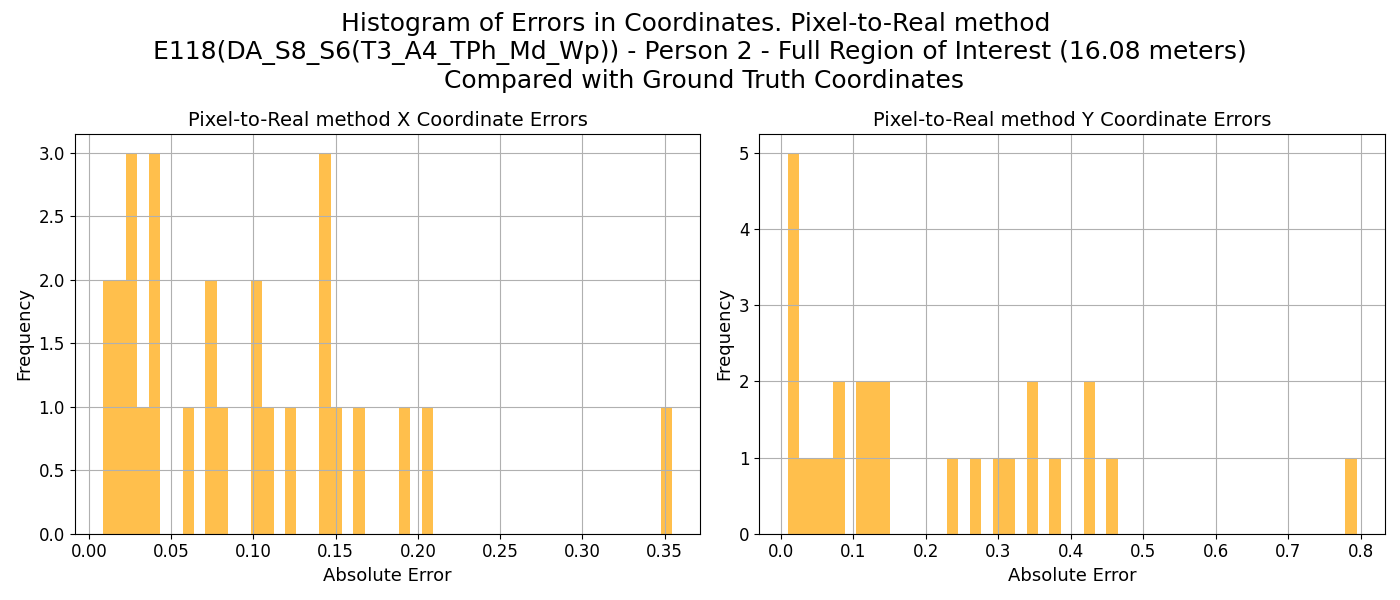 Histogram of Errors in Coordinates. Pixel-to-Real method
E118(DA_S8_S6(T3_A4_TPh_Md_Wp)) - Person 2 - Full Region of Interest (16.08 meters)
Compared with Ground Truth Coordinates
Pixel-to-Real method X Coordinate Errors
3.0
2.5
2.0
1.5
1.0
0.5
0.0
Frequency
0.00 0.05 0.10 0.15 0.20 0.25 0.30 0.35
Absolute Error
Pixel-to-Real method Y Coordinate Errors
5
4
3
2
1
0
Frequency
0.0 0.1 0.2 0.3 0.4 0.5 0.6 0.7 0.8
Absolute Error